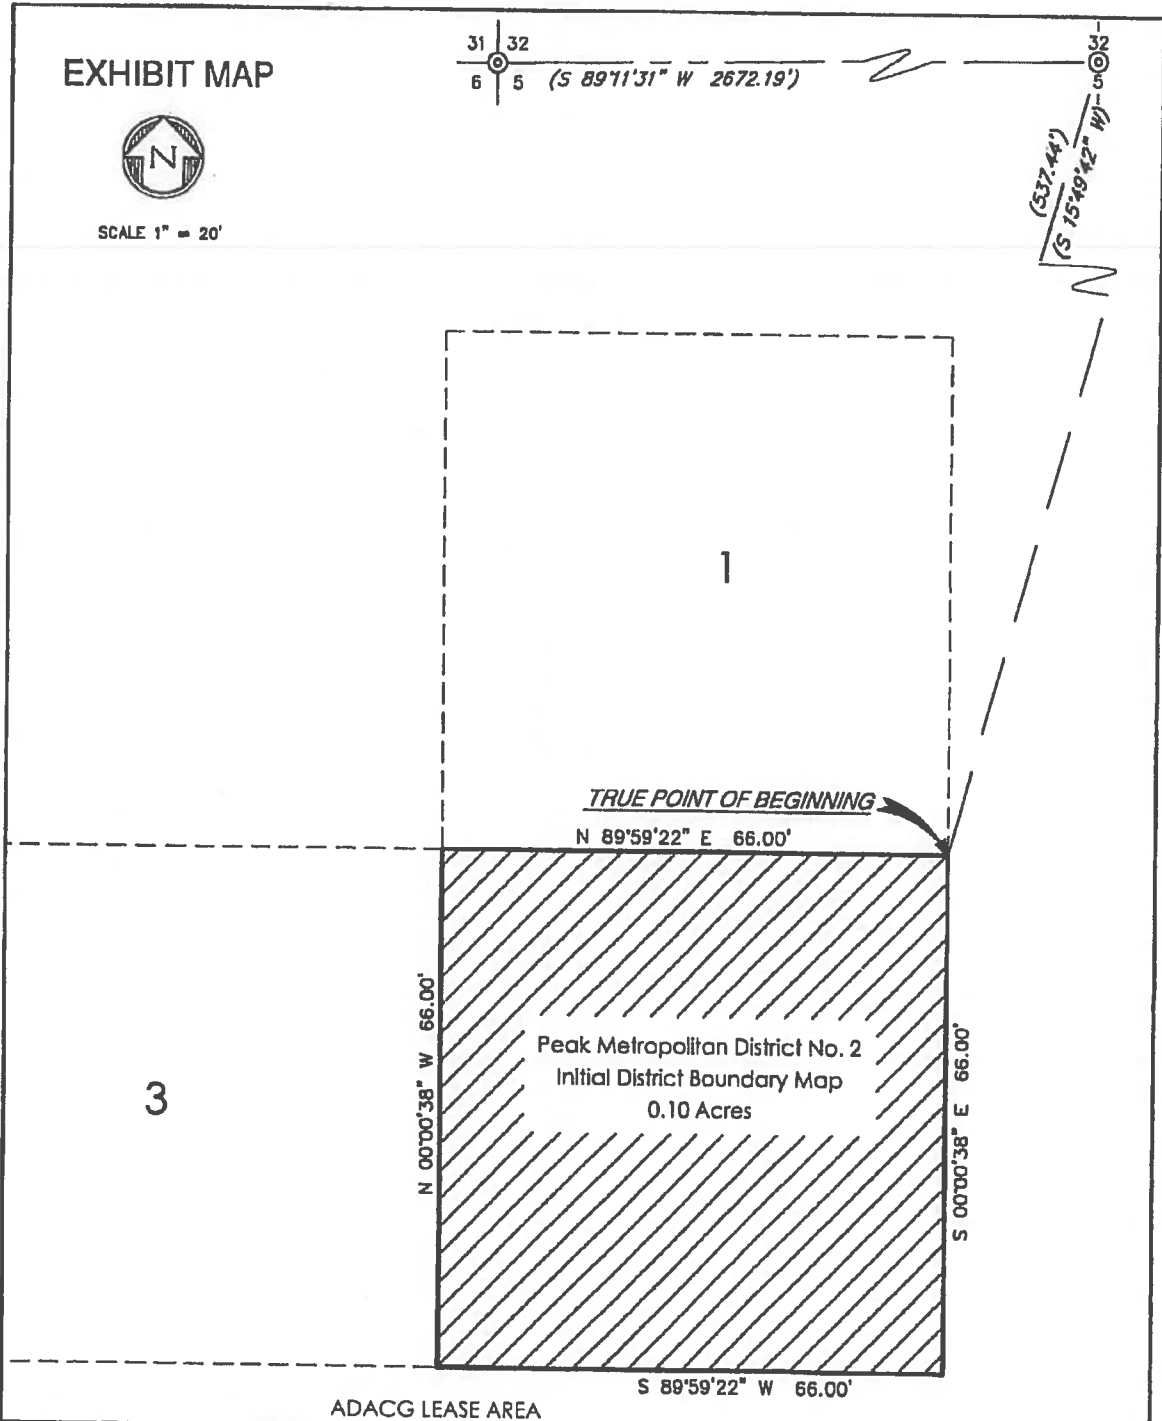 EXHIBIT MAP
N
SCALE 1" = 20'
31 32
6 5
(S 89°11'31" W 2672.19')
32
5
(537.44')
(S 15°49'42" W)
1
TRUE POINT OF BEGINNING
N 89°59'22" E 66.00'
N 00°00'38" W 66.00'
Peak Metropolitan District No. 2
Initial District Boundary Map
0.10 Acres
S 00°00'38" E 66.00'
3
S 89°59'22" W 66.00'
ADACG LEASE AREA